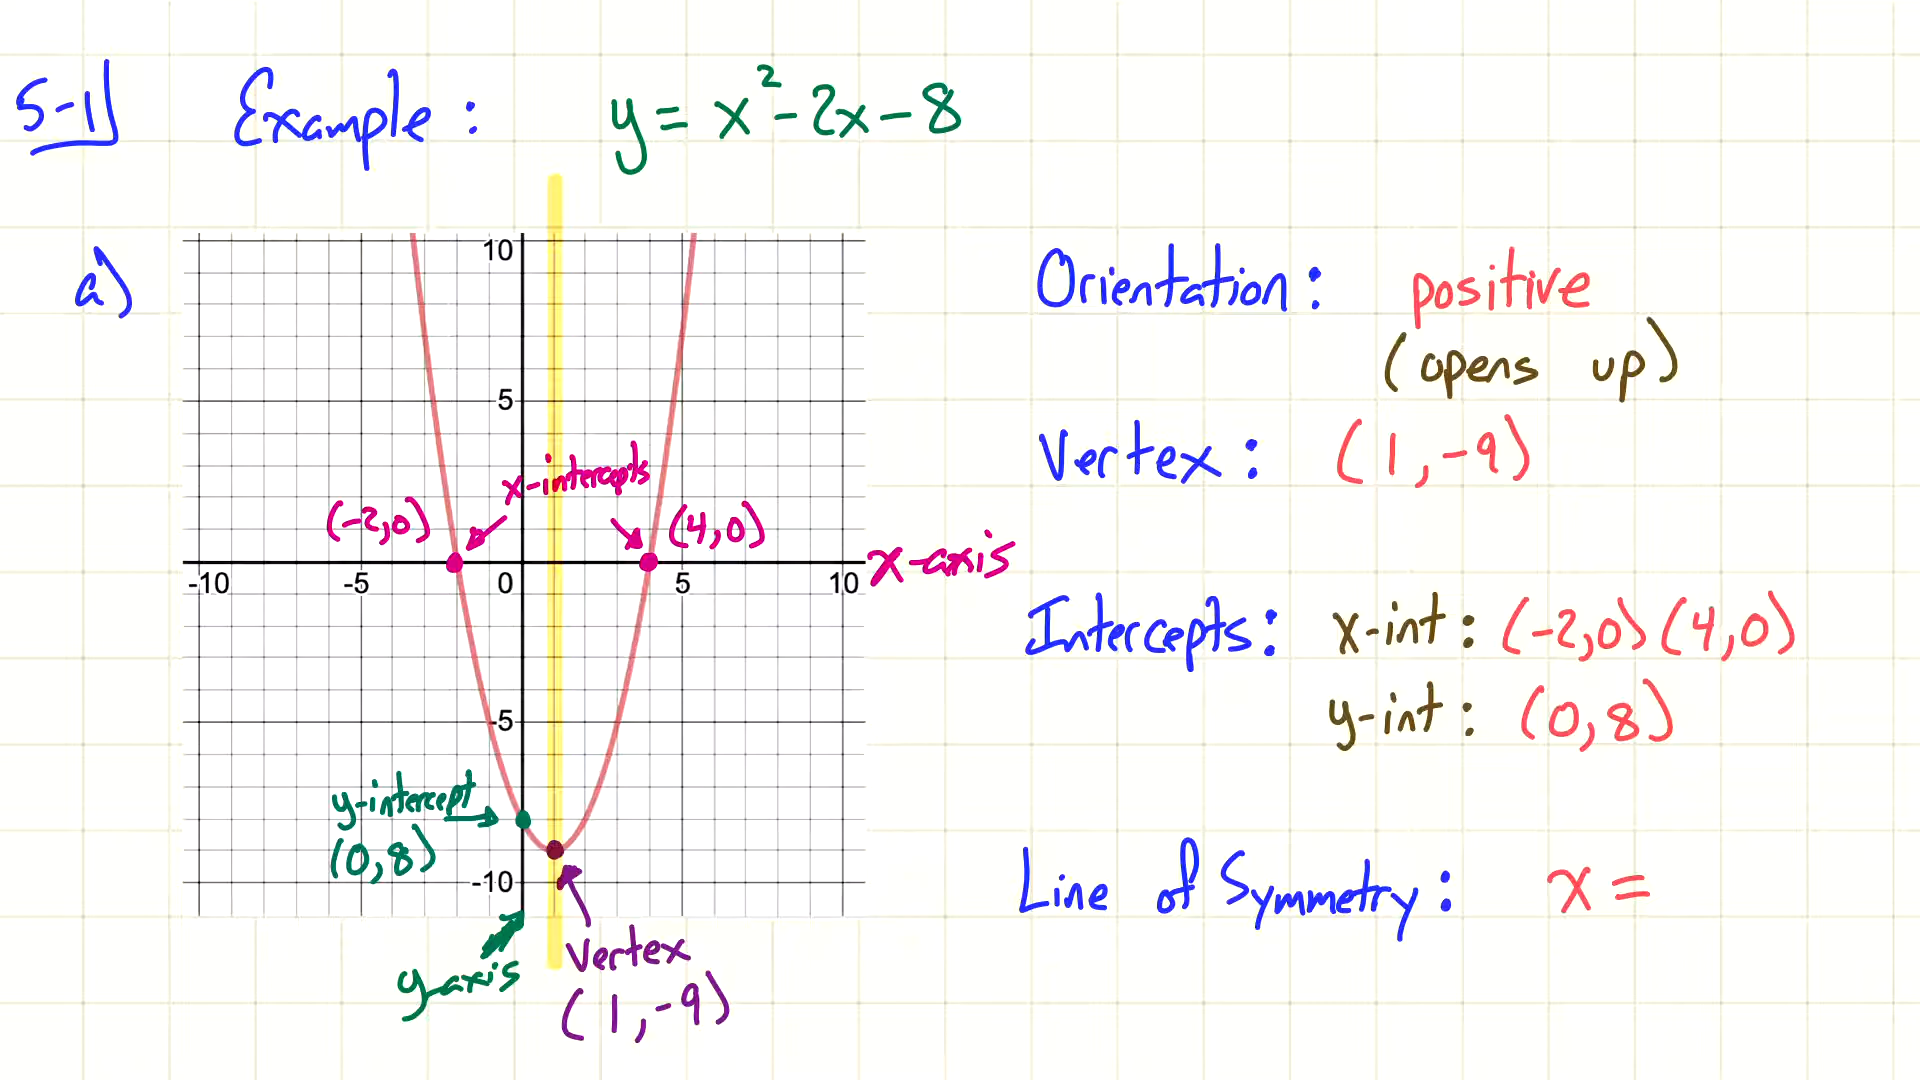 5-1 Example: y = x² - 2x - 8
a)
10
5
x-intercepts
(-2,0)
(4,0)
x-axis
-10 -5 0 5 10
-5
y-intercept
(0,8)
-10
y-axis
Vertex
(1,-9)
Orientation: positive
(opens up)
Vertex: (1,-9)
Intercepts: x-int: (-2,0) (4,0)
y-int: (0,8)
Line of Symmetry: x =